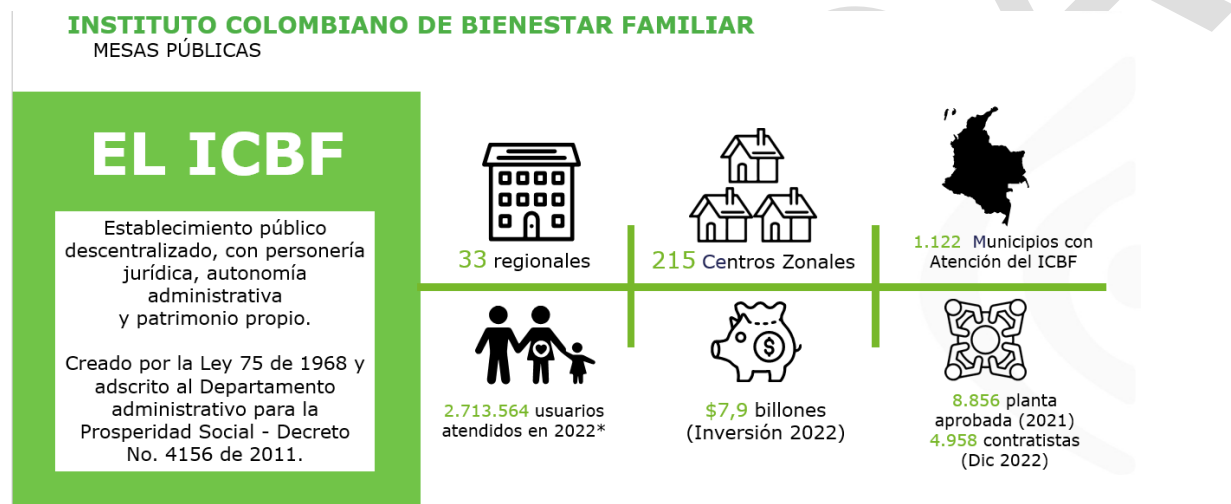 INSTITUTO COLOMBIANO DE BIENESTAR FAMILIAR
MESAS PÚBLICAS
EL ICBF
Establecimiento público
descentralizado, con personería
jurídica, autonomía
administrativa
y patrimonio propio.
Creado por la Ley 75 de 1968 y
adscrito al Departamento
administrativo para la
Prosperidad Social - Decreto
No. 4156 de 2011.
33 regionales
215 Centros Zonales
1.122 Municipios con
Atención del ICBF
2.713.564 usuarios
atendidos en 2022*
$
$7,9 billones
(Inversión 2022)
8.856 planta
aprobada (2021)
4.958 contratistas
(Dic 2022)